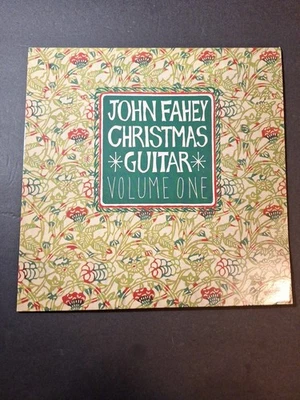 JOHN FAHEY
CHRISTMAS
*GUITAR*
VOLUME ONE